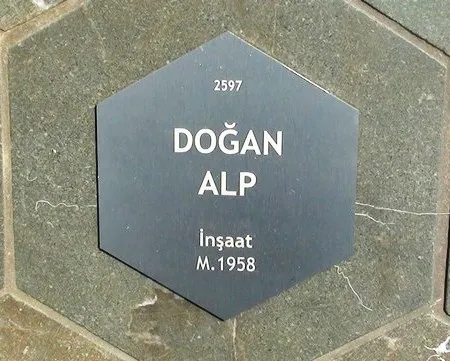 2597
DOĞAN
ALP
İnşaat
M.1958